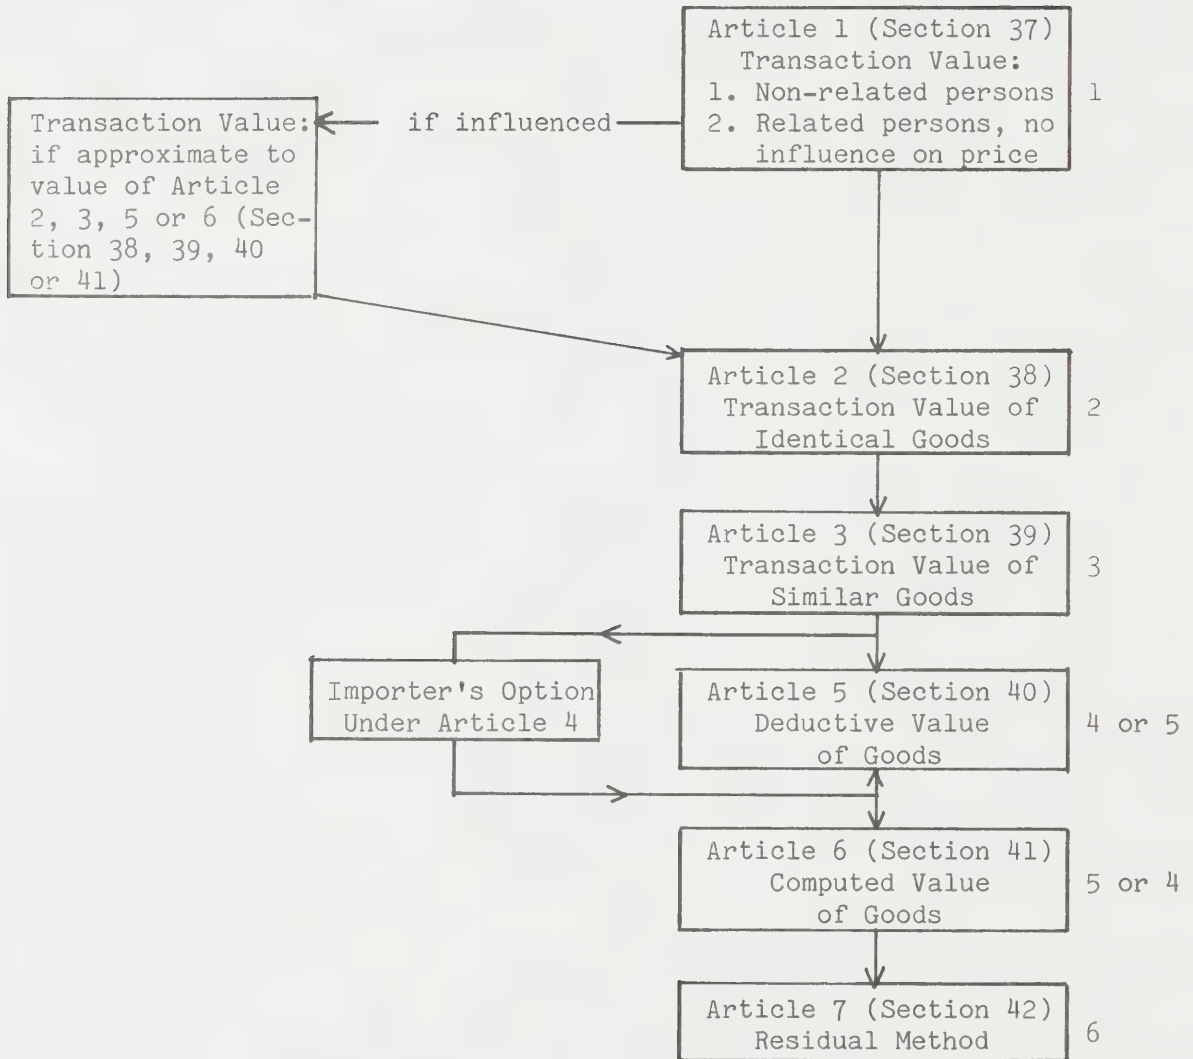 Article 1 (Section 37)
Transaction Value:
1. Non-related persons
2. Related persons, no
influence on price
1
if influenced
Transaction Value:
if approximate to
value of Article
2, 3, 5 or 6 (Sec-
tion 38, 39, 40
or 41)
Article 2 (Section 38)
Transaction Value of
Identical Goods
2
Article 3 (Section 39)
Transaction Value of
Similar Goods
3
Importer's Option
Under Article 4
Article 5 (Section 40)
Deductive Value
of Goods
4 or 5
Article 6 (Section 41)
Computed Value
of Goods
5 or 4
Article 7 (Section 42)
Residual Method
6